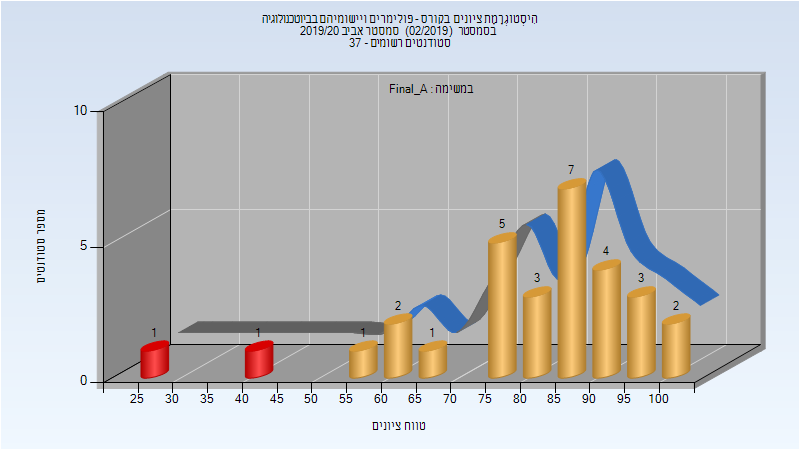 היסטוגרמת ציונים בקורס - פולימרים ויישומיהם בביוטכנולוגיה
בסמסטר (02/2019) סמסטר אביב 2019/20
סטודנטים רשומים - 37
במשימה : Final_A
מספר סטודנטים
10
5
0
1
1
1
2
1
5
3
7
4
3
2
25 30 35 40 45 50 55 60 65 70 75 80 85 90 95 100
טווח ציונים